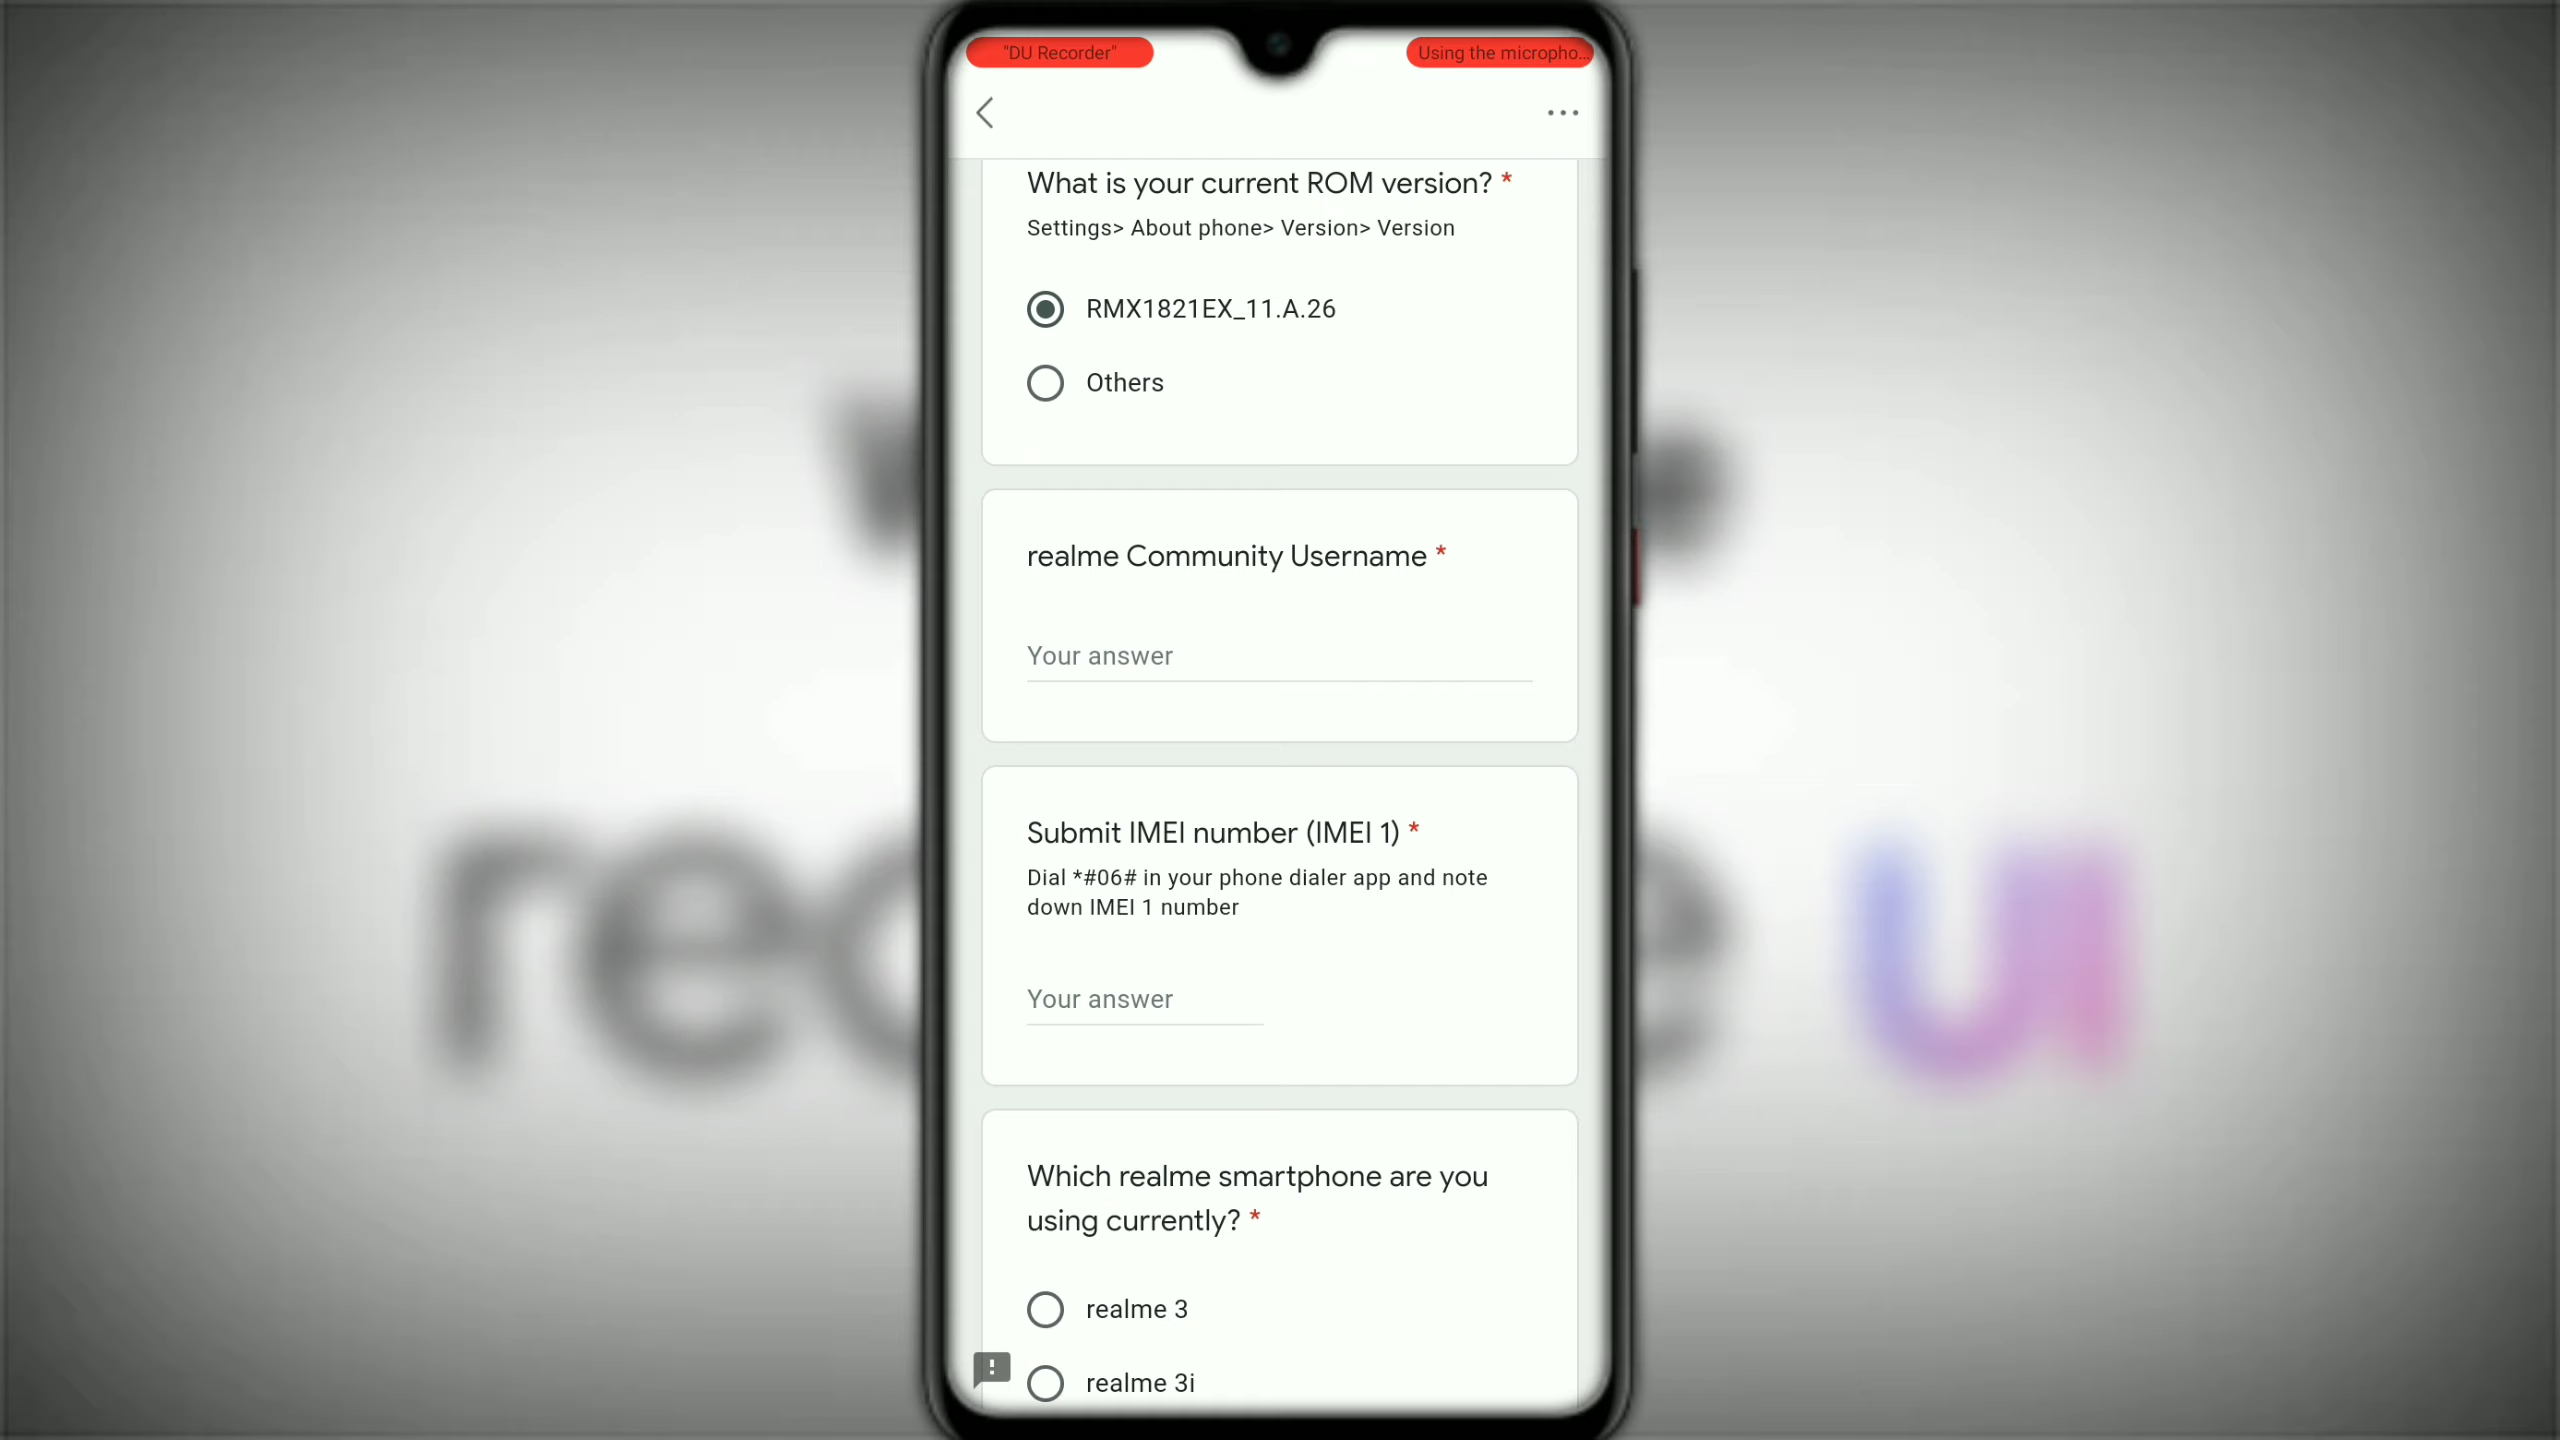 "DU Recorder"
Using the micropho...
What is your current ROM version? *
Settings> About phone> Version> Version
RMX1821EX_11.A.26
Others
realme Community Username *
Your answer
Submit IMEI number (IMEI 1) *
Dial *#06# in your phone dialer app and note
down IMEI 1 number
Your answer
Which realme smartphone are you
using currently? *
realme 3
realme 3i